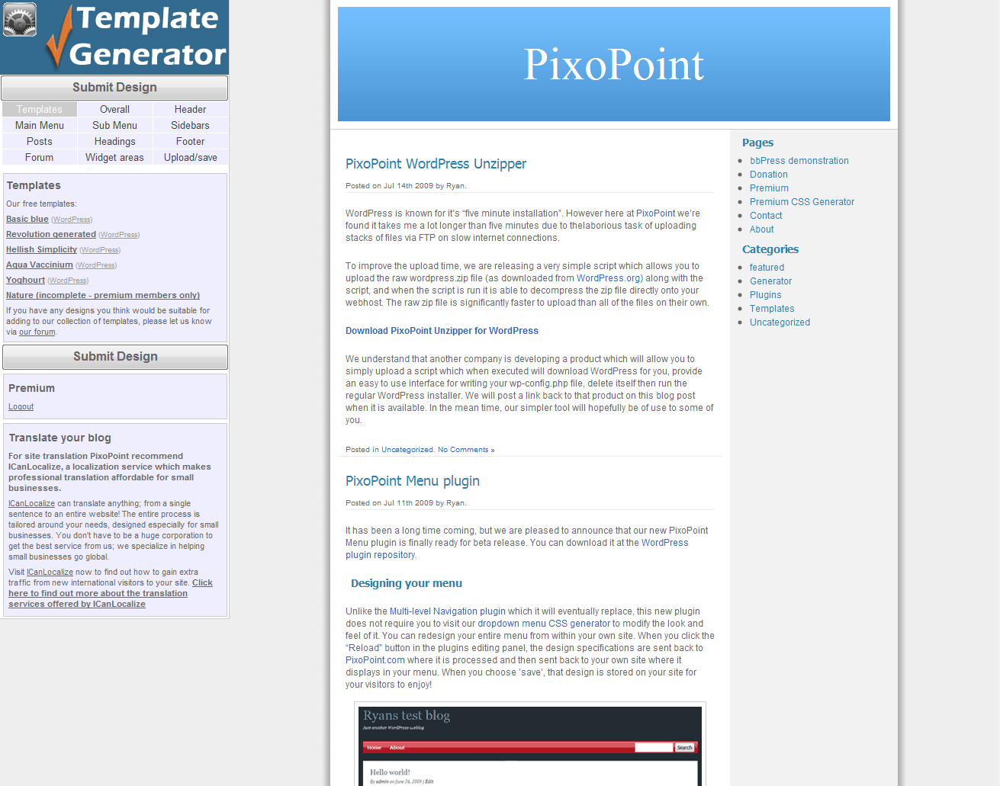 Template
Generator
Submit Design
Templates Overall Header
Main Menu Sub Menu Sidebars
Posts Headings Footer
Forum Widget areas Upload/save
Templates
Our free templates:
Basic blue (WordPress)
Revolution generated (WordPress)
Hellish Simplicity (WordPress)
Aqua Vaccinium (WordPress)
Yoghourt (WordPress)
Nature (incomplete - premium members only)
If you have any designs you think would be suitable for
adding to our collection of templates, please let us know
via our forum.
Submit Design
Premium
Logout
Translate your blog
For site translation PixoPoint recommend
ICanLocalize, a localization service which makes
professional translation affordable for small
businesses.
ICanLocalize can translate anything; from a single
sentence to an entire website! The entire process is
tailored around your needs, designed especially for small
businesses. You don't have to be a huge corporation to
get the best service from us; we specialize in helping
small businesses go global.
Visit ICanLocalize now to find out how to gain extra
traffic from new international visitors to your site. Click
here to find out more about the translation
services offered by ICanLocalize
PixoPoint
PixoPoint WordPress Unzipper
Posted on Jul 14th 2009 by Ryan.
WordPress is known for it's “five minute installation”. However here at PixoPoint we're
found it takes me a lot longer than five minutes due to thelaborious task of uploading
stacks of files via FTP on slow internet connections.
To improve the upload time, we are releasing a very simple script which allows you to
upload the raw wordpress.zip file (as downloaded from WordPress.org) along with the
script, and when the script is run it is able to decompress the zip file directly onto your
webhost. The raw zip file is significantly faster to upload than all of the files on their own.
Download PixoPoint Unzipper for WordPress
We understand that another company is developing a product which will allow you to
simply upload a script which when executed will download WordPress for you, provide
an easy to use interface for writing your wp-config.php file, delete itself then run the
regular WordPress installer. We will post a link back to that product on this blog post
when it is available. In the mean time, our simpler tool will hopefully be of use to some of
you.
Posted in Uncategorized. No Comments »
PixoPoint Menu plugin
Posted on Jul 11th 2009 by Ryan.
It has been a long time coming, but we are pleased to announce that our new PixoPoint
Menu plugin is finally ready for beta release. You can download it at the WordPress
plugin repository.
Designing your menu
Unlike the Multi-level Navigation plugin which it will eventually replace, this new plugin
does not require you to visit our dropdown menu CSS generator to modify the look and
feel of it. You can redesign your entire menu from within your own site. When you click the
“Reload” button in the plugins editing panel, the design specifications are sent back to
PixoPoint.com where it is processed and then sent back to your own site where it
displays in your menu. When you choose 'save', that design is stored on your site for
your visitors to enjoy!
Ryans test blog
Just another WordPress weblog
Home About Search
Hello world!
By admin on June 26, 2009 | Edit
Pages
bbPress demonstration
Donation
Premium
Premium CSS Generator
Contact
About
Categories
featured
Generator
Plugins
Templates
Uncategorized